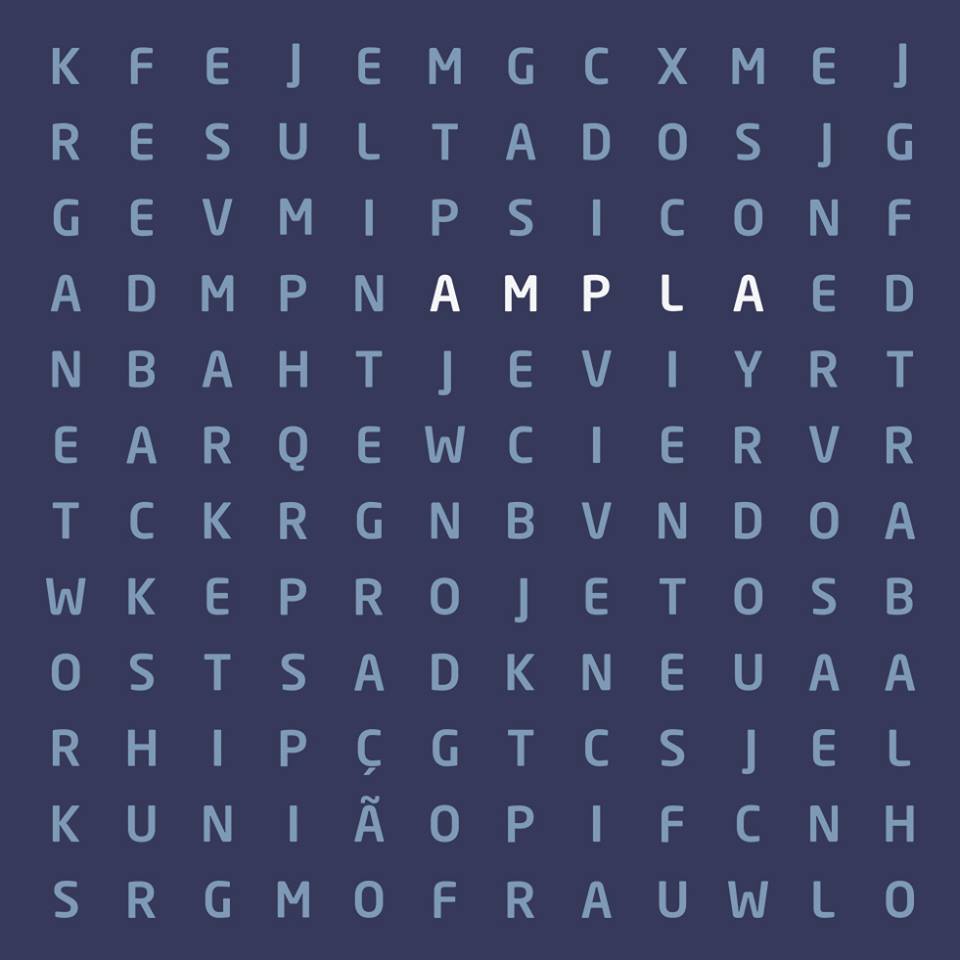 K F E J E M G C X M E J
R E S U L T A D O S J G
G E V M I P S I C O N F
A D M P N A M P L A E D
N B A H T J E V I Y R T
E A R Q E W C I E R V R
T C K R G N B V N D O A
W K E P R O J E T O S B
O S T S A D K N E U A A
R H I P Ç G T C S J E L
K U N I Ã O P I F C N H
S R G M O F R A U W L O